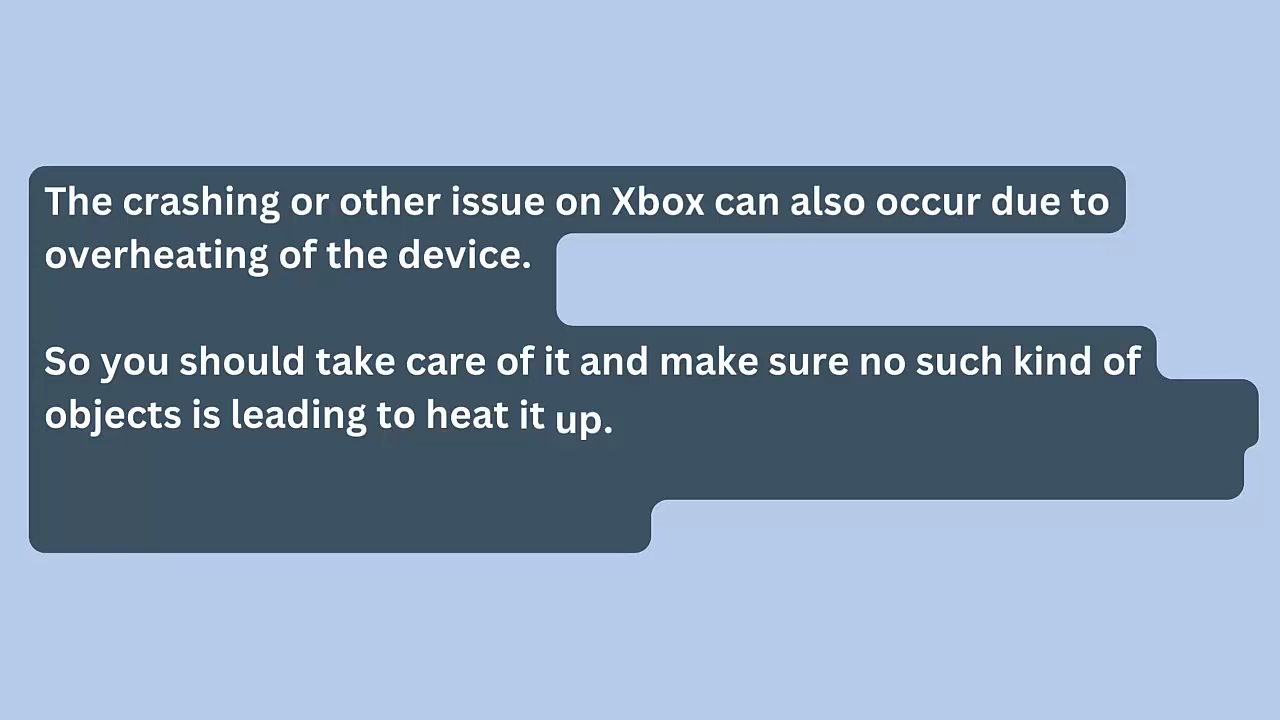 The crashing or other issue on Xbox can also occur due to
overheating of the device.
So you should take care of it and make sure no such kind of
objects is leading to heat it up.